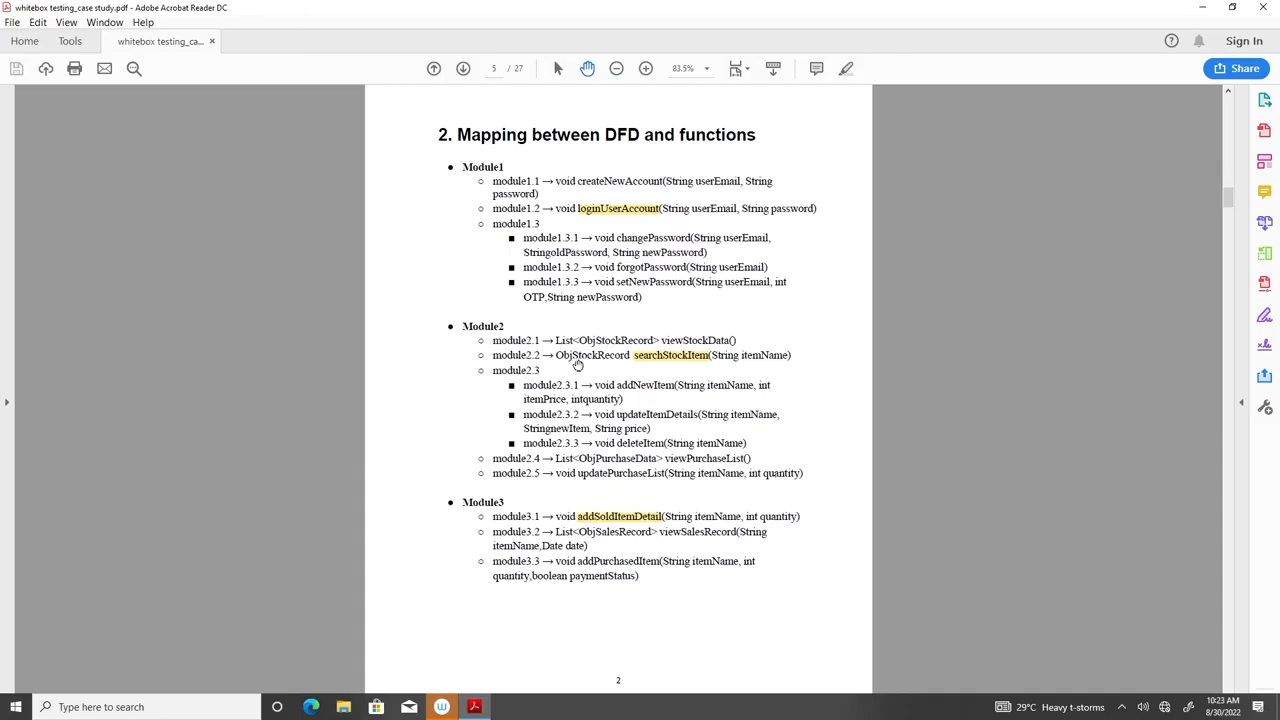 whitebox testing_case study.pdf - Adobe Acrobat Reader DC
File Edit View Window Help
Home Tools whitebox testing_ca... × Sign In
5 / 27 83.5% Share
2. Mapping between DFD and functions
● Module1
○ module1.1 → void createNewAccount(String userEmail, String
password)
○ module1.2 → void loginUserAccount(String userEmail, String password)
○ module1.3
■ module1.3.1 → void changePassword(String userEmail,
StringoldPassword, String newPassword)
■ module1.3.2 → void forgotPassword(String userEmail)
■ module1.3.3 → void setNewPassword(String userEmail, int
OTP,String newPassword)
● Module2
○ module2.1 → List<ObjStockRecord> viewStockData()
○ module2.2 → ObjStockRecord searchStockItem(String itemName)
○ module2.3
■ module2.3.1 → void addNewItem(String itemName, int
itemPrice, intquantity)
■ module2.3.2 → void updateItemDetails(String itemName,
StringnewItem, String price)
■ module2.3.3 → void deleteItem(String itemName)
○ module2.4 → List<ObjPurchaseData> viewPurchaseList()
○ module2.5 → void updatePurchaseList(String itemName, int quantity)
● Module3
○ module3.1 → void addSoldItemDetail(String itemName, int quantity)
○ module3.2 → List<ObjSalesRecord> viewSalesRecord(String
itemName,Date date)
○ module3.3 → void addPurchasedItem(String itemName, int
quantity,boolean paymentStatus)
2
Type here to search
29°C Heavy t-storms
10:23 AM
8/30/2022